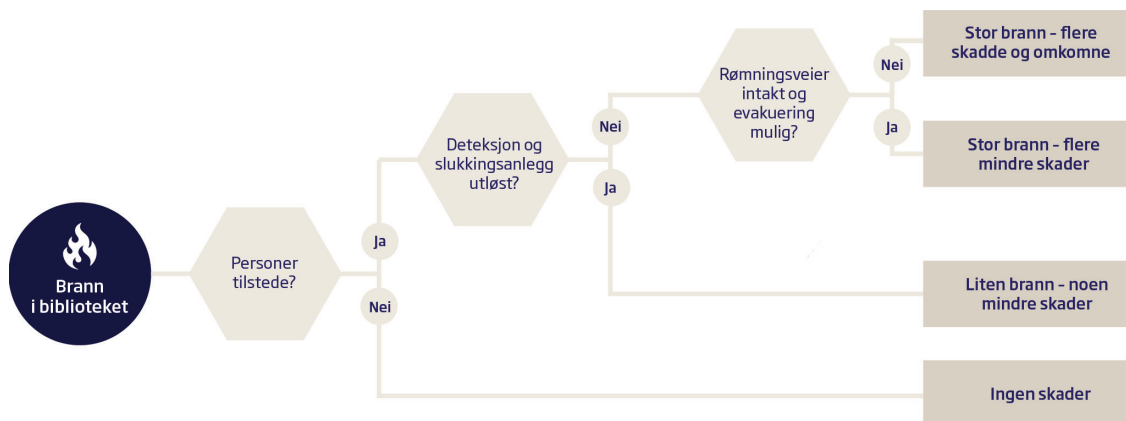 Brann
i biblioteket
Personer
tilstede?
Ja
Nei
Deteksjon og
slukkingsanlegg
utløst?
Nei
Ja
Rømningsveier
intakt og
evakuering
mulig?
Nei
Ja
Stor brann – flere
skadde og omkomne
Stor brann – flere
mindre skader
Liten brann – noen
mindre skader
Ingen skader